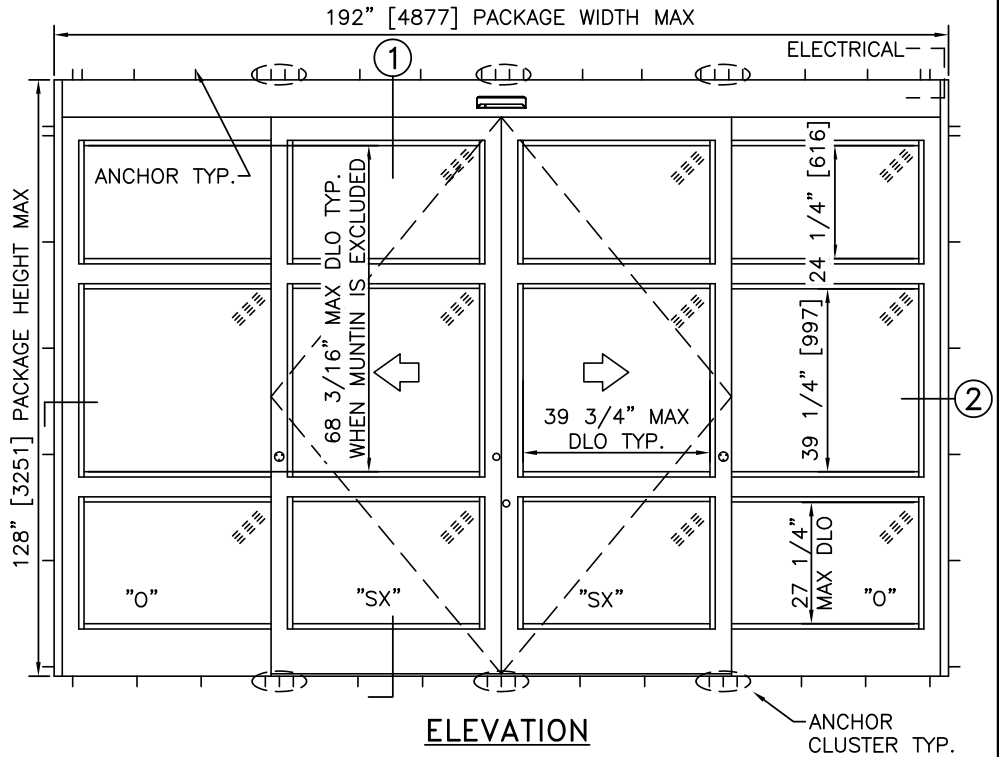 192" [4877] PACKAGE WIDTH MAX
ELECTRICAL
1
ANCHOR TYP.
128" [3251] PACKAGE HEIGHT MAX
68 3/16" MAX DLO TYP.
WHEN MUNTIN IS EXCLUDED
24 1/4" [616]
39 1/4" [997]
39 3/4" MAX
DLO TYP.
2
27 1/4"
MAX DLO
"O"
"SX"
"SX"
"O"
ELEVATION
ANCHOR
CLUSTER TYP.